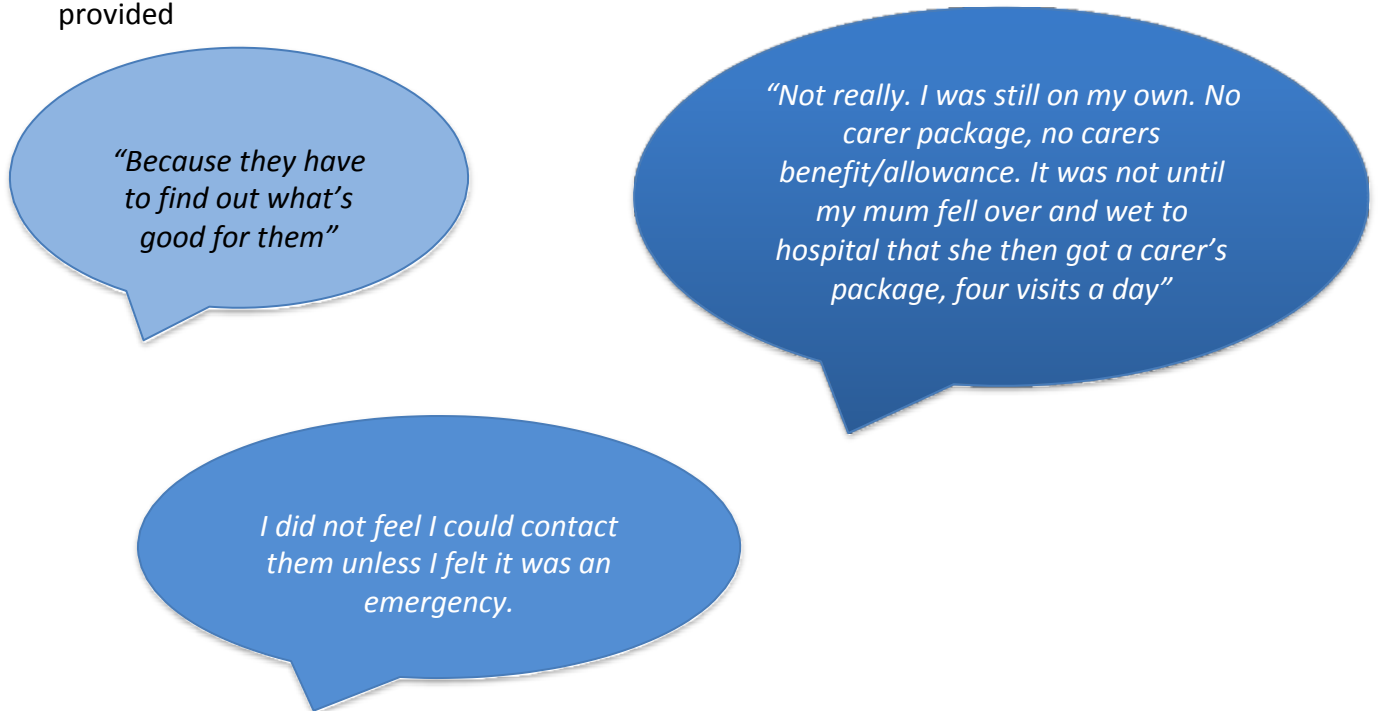 provided
“Because they have
to find out what’s
good for them”
“Not really. I was still on my own. No
carer package, no carers
benefit/allowance. It was not until
my mum fell over and wet to
hospital that she then got a carer’s
package, four visits a day”
I did not feel I could contact
them unless I felt it was an
emergency.